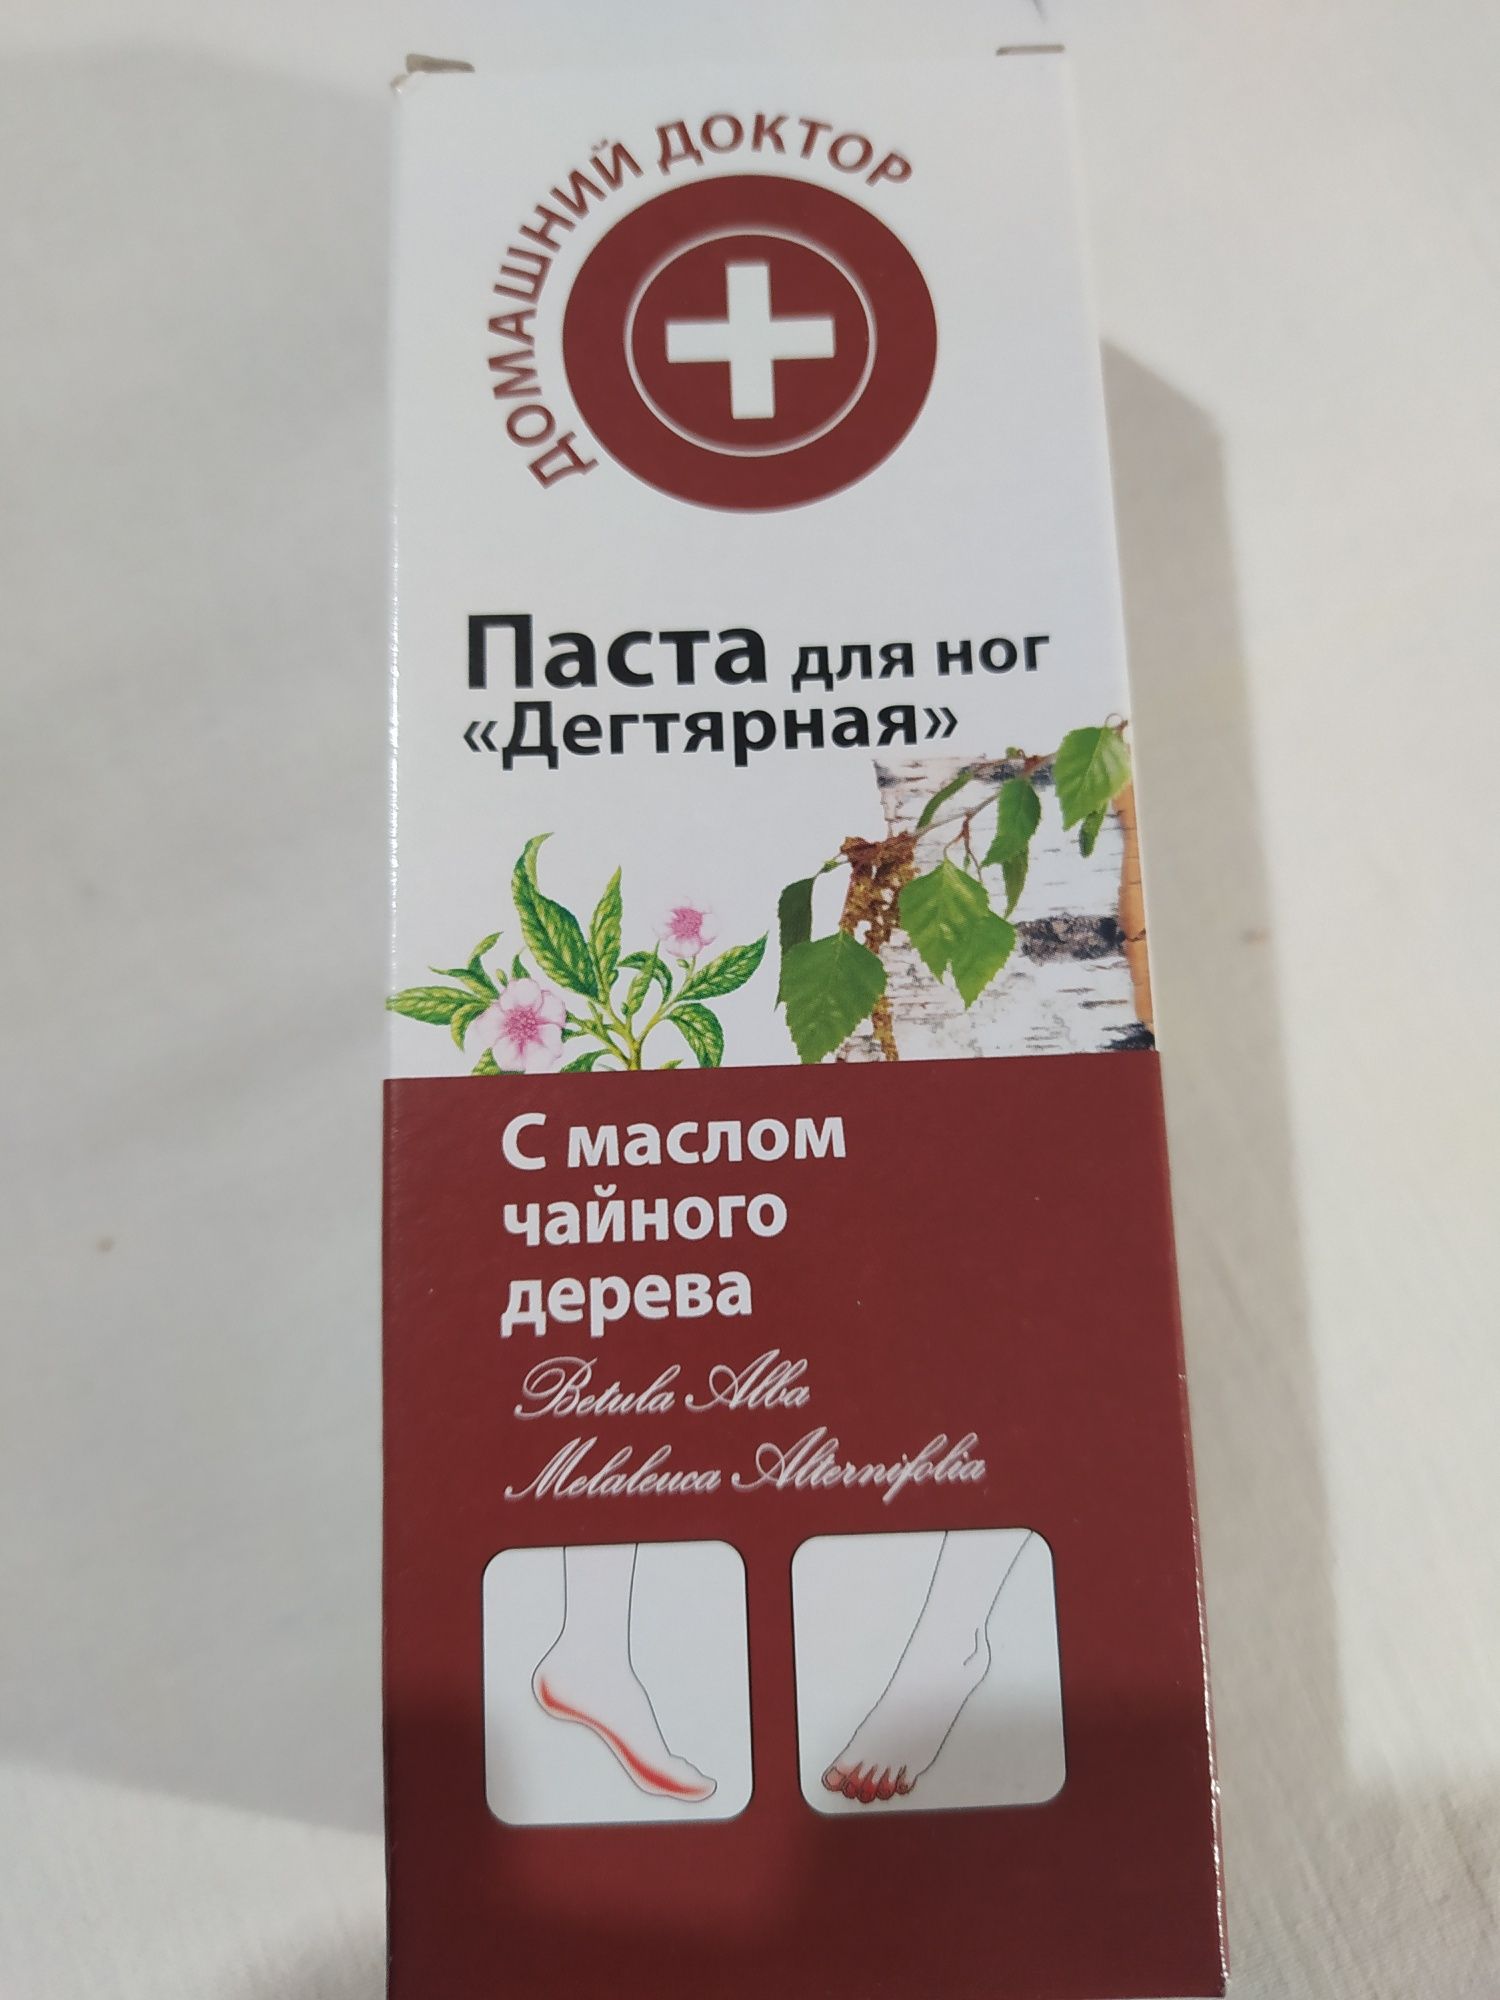 ДОМАШНИЙ ДОКТОР
Паста для ног
«Дегтярная»
С маслом
чайного
дерева
Betula Alba
Melaleuca Alternifolia